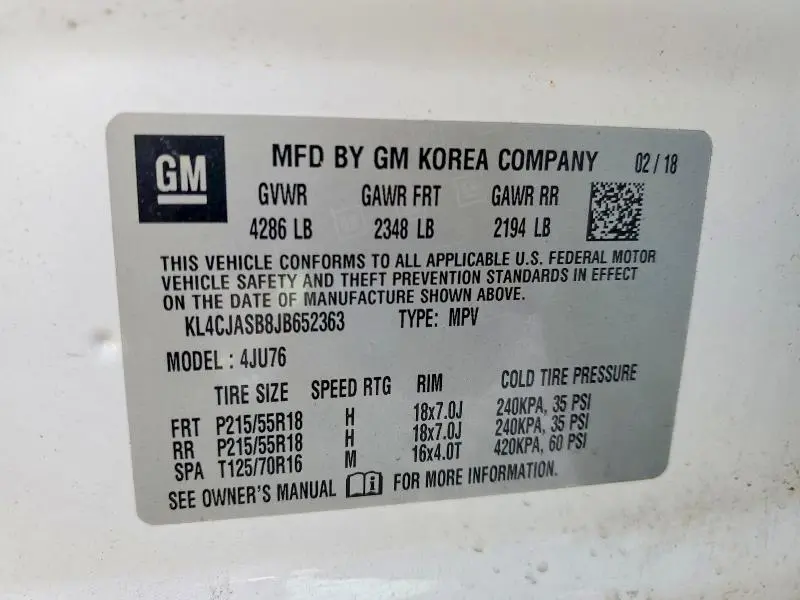 GM MFD BY GM KOREA COMPANY 02/18
GVWR GAWR FRT GAWR RR
4286 LB 2348 LB 2194 LB
THIS VEHICLE CONFORMS TO ALL APPLICABLE U.S. FEDERAL MOTOR
VEHICLE SAFETY AND THEFT PREVENTION STANDARDS IN EFFECT
ON THE DATE OF MANUFACTURE SHOWN ABOVE.
KL4CJASB8JB652363 TYPE: MPV
MODEL : 4JU76
TIRE SIZE SPEED RTG RIM COLD TIRE PRESSURE
FRT P215/55R18 H 18x7.0J 240KPA, 35 PSI
RR P215/55R18 H 18x7.0J 240KPA, 35 PSI
SPA T125/70R16 M 16x4.0T 420KPA, 60 PSI
SEE OWNER'S MANUAL i FOR MORE INFORMATION.